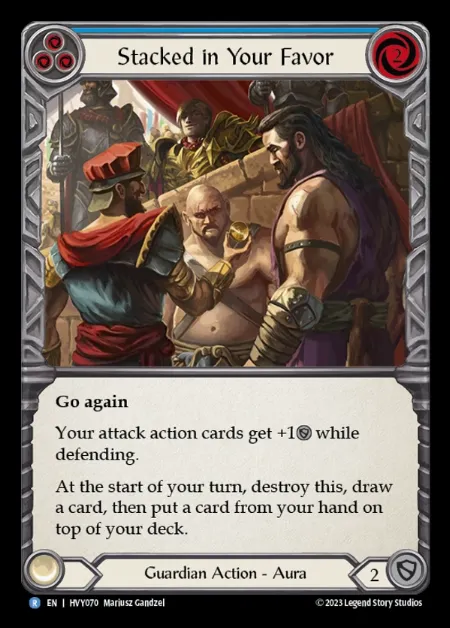 Stacked in Your Favor
2
Go again
Your attack action cards get +1 while
defending.
At the start of your turn, destroy this, draw
a card, then put a card from your hand on
top of your deck.
Guardian Action - Aura
2
R EN | HVY070 Mariusz Gandzel
© 2023 Legend Story Studios